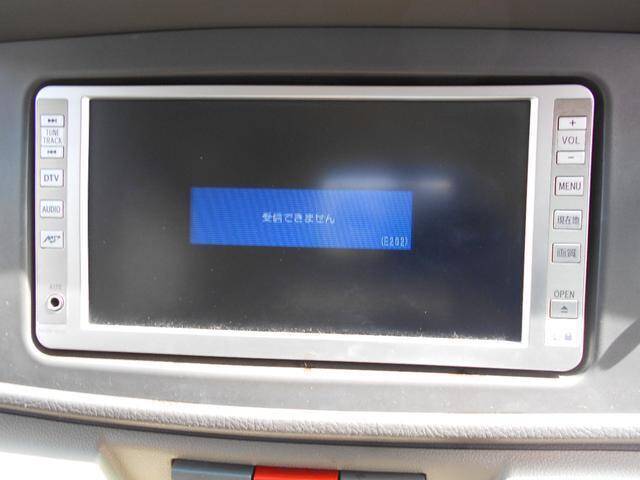 TUNE
TRACK
DTV
AUDIO
AUX
受信できません
(E202)
+
VOL
−
MENU
現在地
画質
OPEN